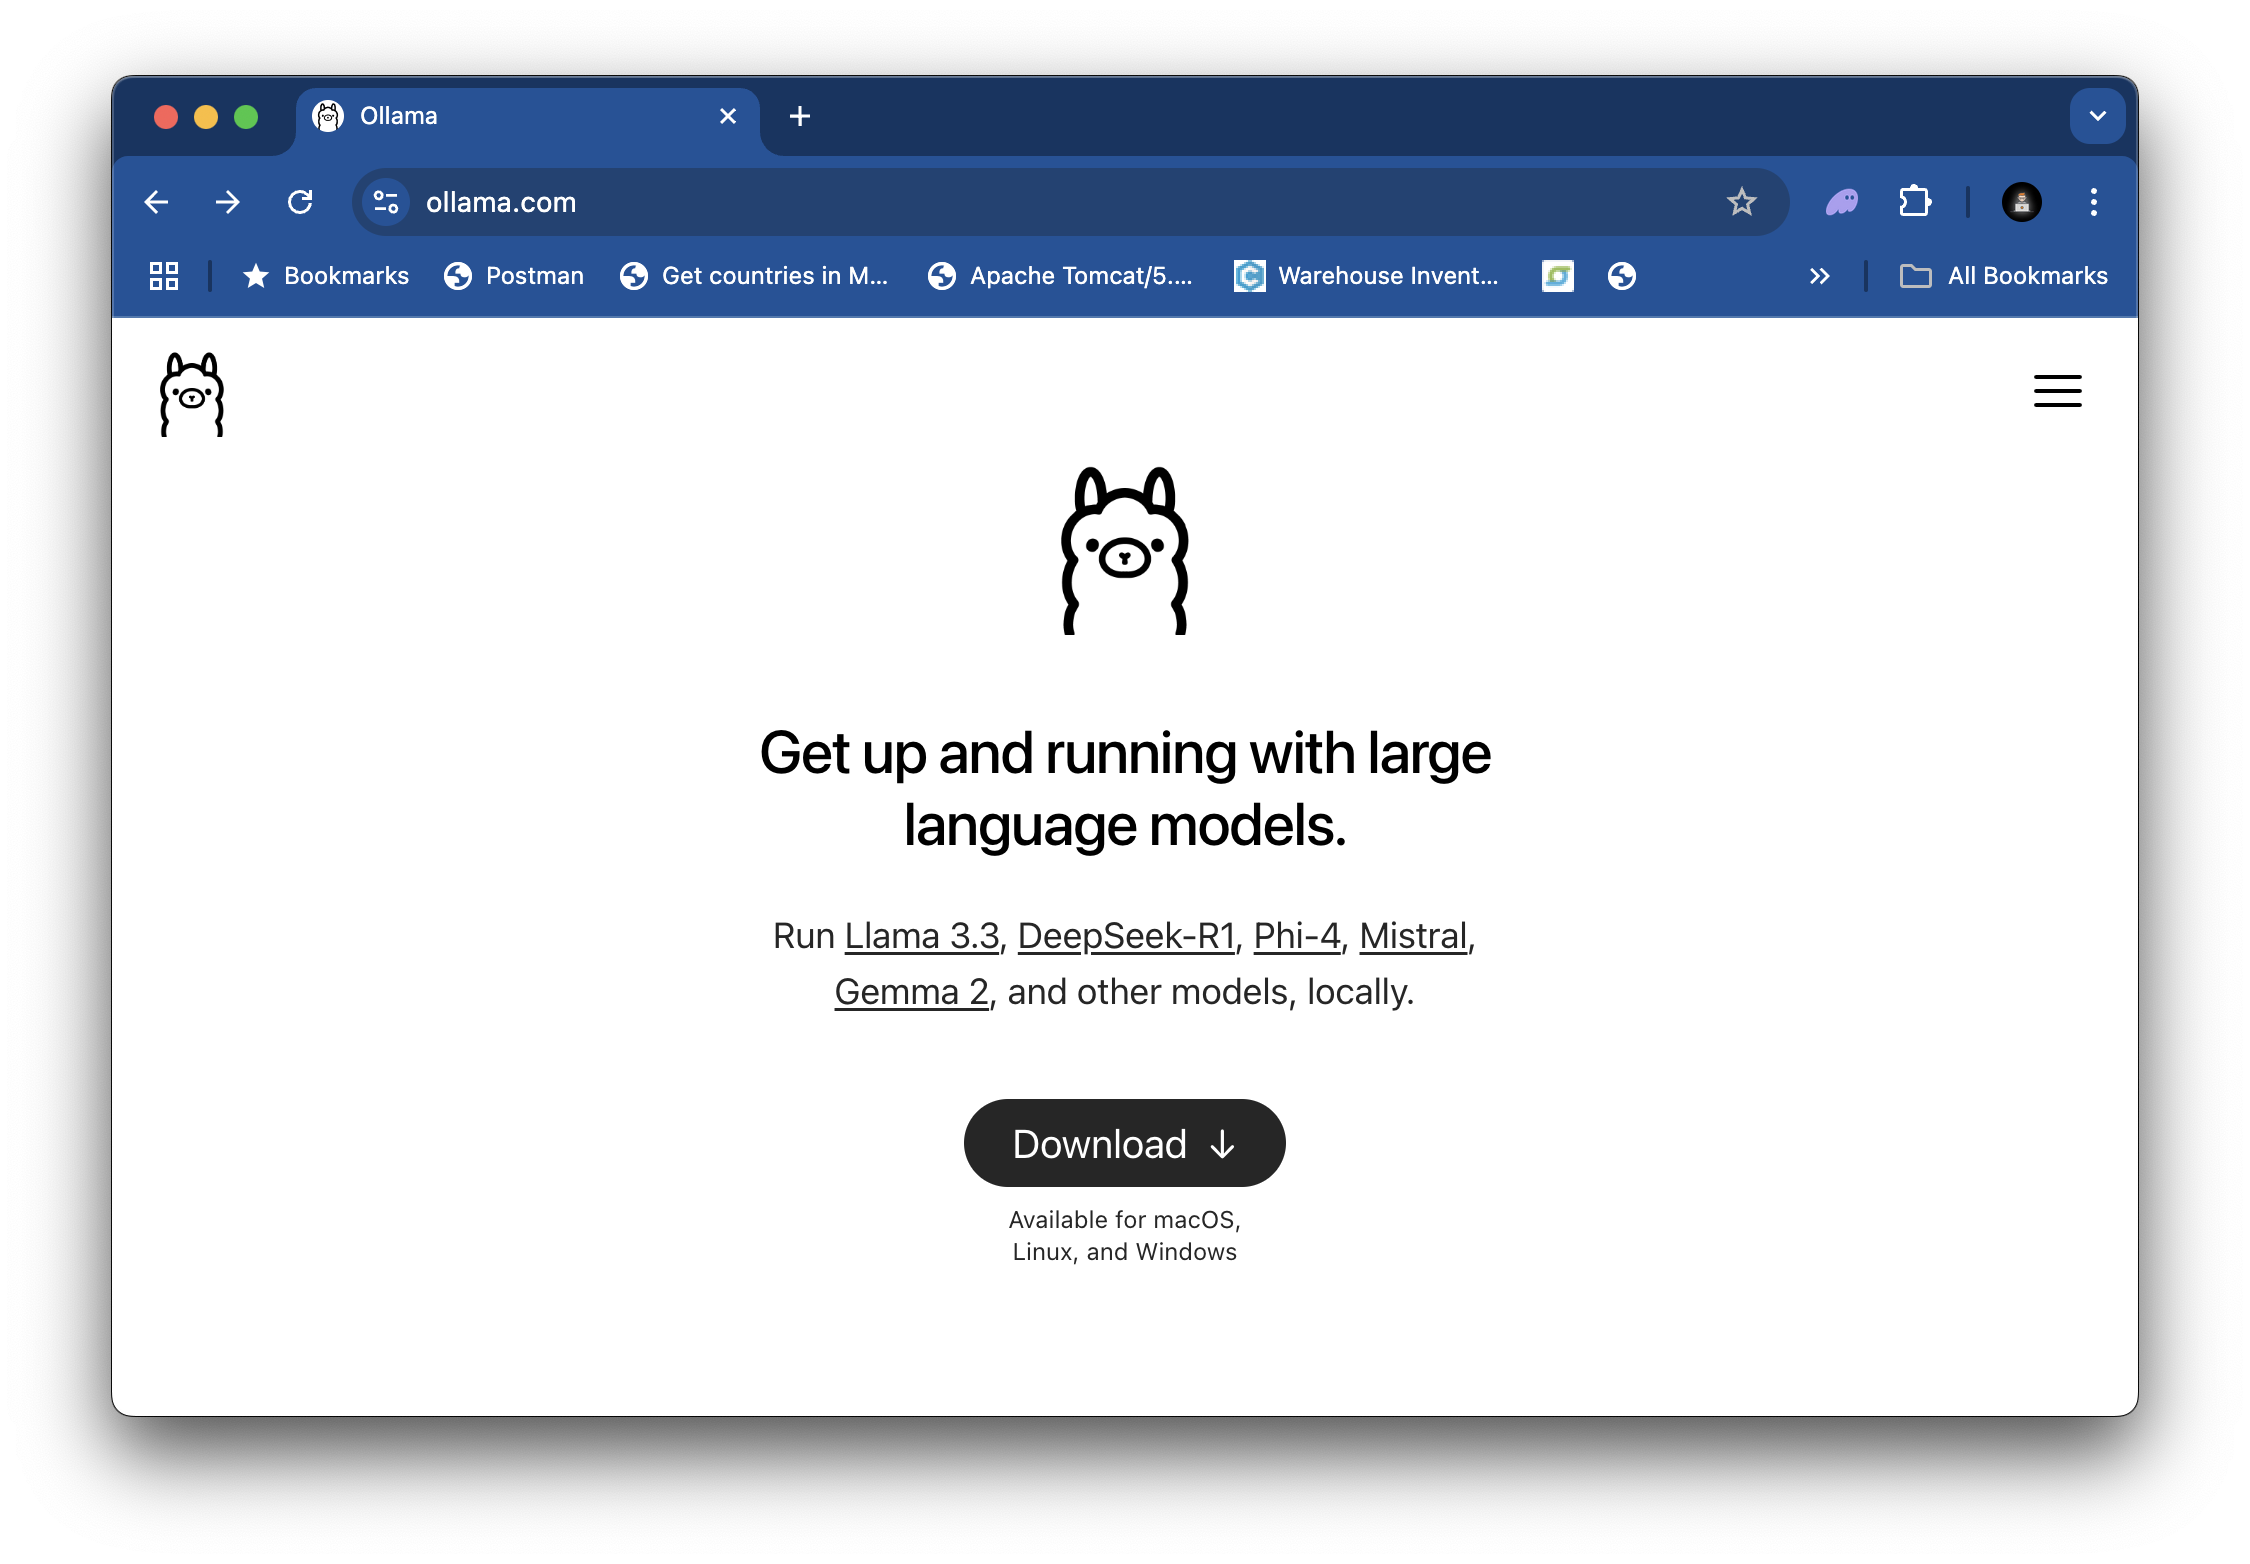 Ollama
ollama.com
Bookmarks
Postman
Get countries in M...
Apache Tomcat/5....
Warehouse Invent...
All Bookmarks
Get up and running with large
language models.
Run Llama 3.3, DeepSeek-R1, Phi-4, Mistral,
Gemma 2, and other models, locally.
Download ↓
Available for macOS,
Linux, and Windows